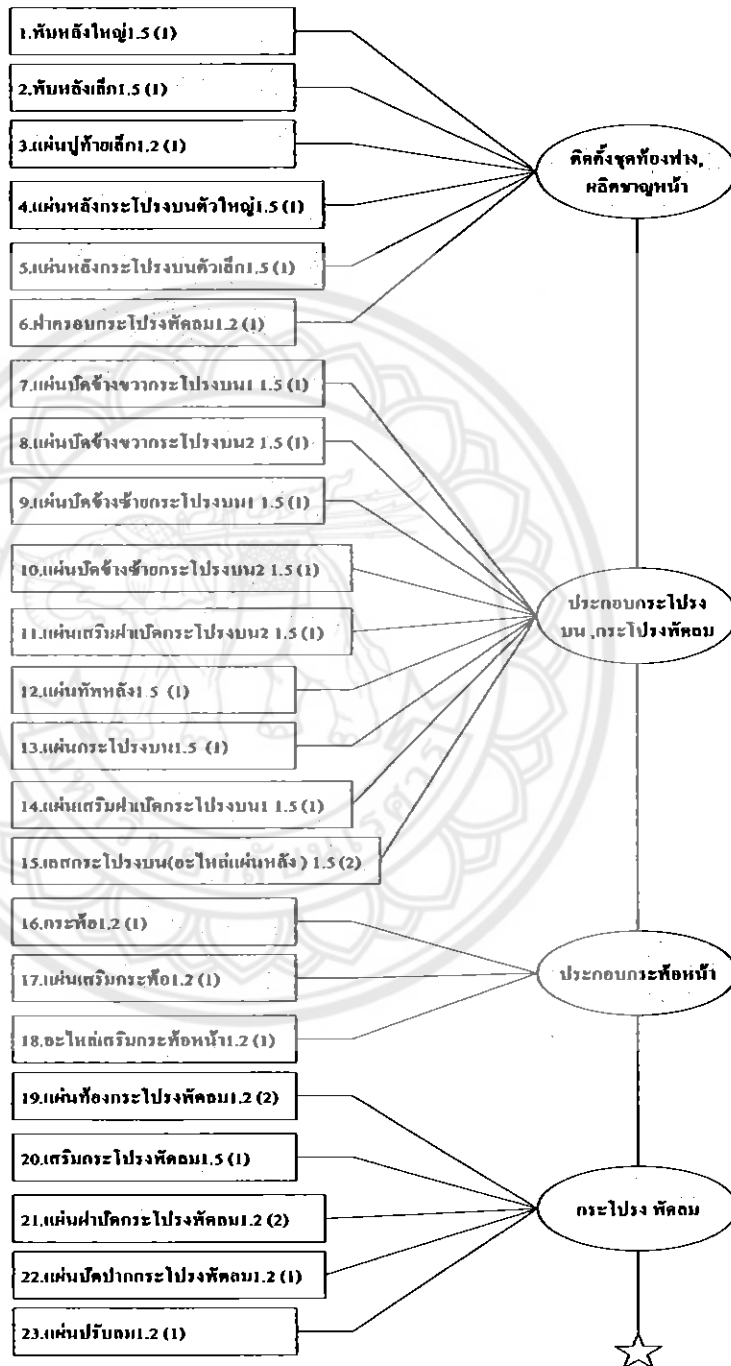 1.ทับหลังใหญ่1.5 (1)
2.ทับหลังเล็ก1.5 (1)
3.แผ่นปูท้ายเล็ก1.2 (1)
4.แผ่นหลังกระโปรงบนตัวใหญ่1.5 (1)
5.แผ่นหลังกระโปรงบนตัวเล็ก1.5 (1)
6.ฝาครอบกระโปรงพัดลม1.2 (1)
ติดตั้งชุดท้องฟาง,
ผลิตชาญหน้า
7.แผ่นปิดข้างขวากระโปรงบน1 1.5 (1)
8.แผ่นปิดข้างขวากระโปรงบน2 1.5 (1)
9.แผ่นปิดข้างซ้ายกระโปรงบน1 1.5 (1)
10.แผ่นปิดข้างซ้ายกระโปรงบน2 1.5 (1)
11.แผ่นเสริมฝาเปิดกระโปรงบน2 1.5 (1)
12.แผ่นทัพหลัง1.5 (1)
13.แผ่นกระโปรงบน1.5 (1)
14.แผ่นเสริมฝาเปิดกระโปรงบน1 1.5 (1)
15.เลสกระโปรงบน(อะไหล่แผ่นหลัง) 1.5 (2)
ประกอบกระโปรง
บน ,กระโปรงพัดลม
16.กระพ้อ1.2 (1)
17.แผ่นเสริมกระพ้อ1.2 (1)
18.อะไหล่เสริมกระพ้อหน้า1.2 (1)
ประกอบกระพ้อหน้า
19.แผ่นท้องกระโปรงพัดลม1.2 (2)
20.เสริมกระโปรงพัดลม1.5 (1)
21.แผ่นฝาปิดกระโปรงพัดลม1.2 (2)
22.แผ่นปิดปากกระโปรงพัดลม1.2 (1)
23.แผ่นปรับลม1.2 (1)
กระโปรง พัดลม